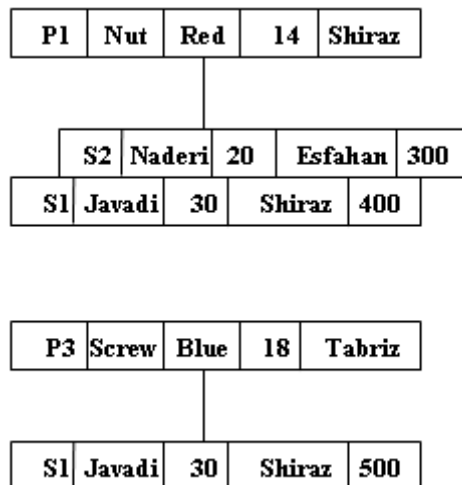 P1 Nut Red 14 Shiraz
S2 Naderi 20 Esfahan 300
S1 Javadi 30 Shiraz 400
P3 Screw Blue 18 Tabriz
S1 Javadi 30 Shiraz 500